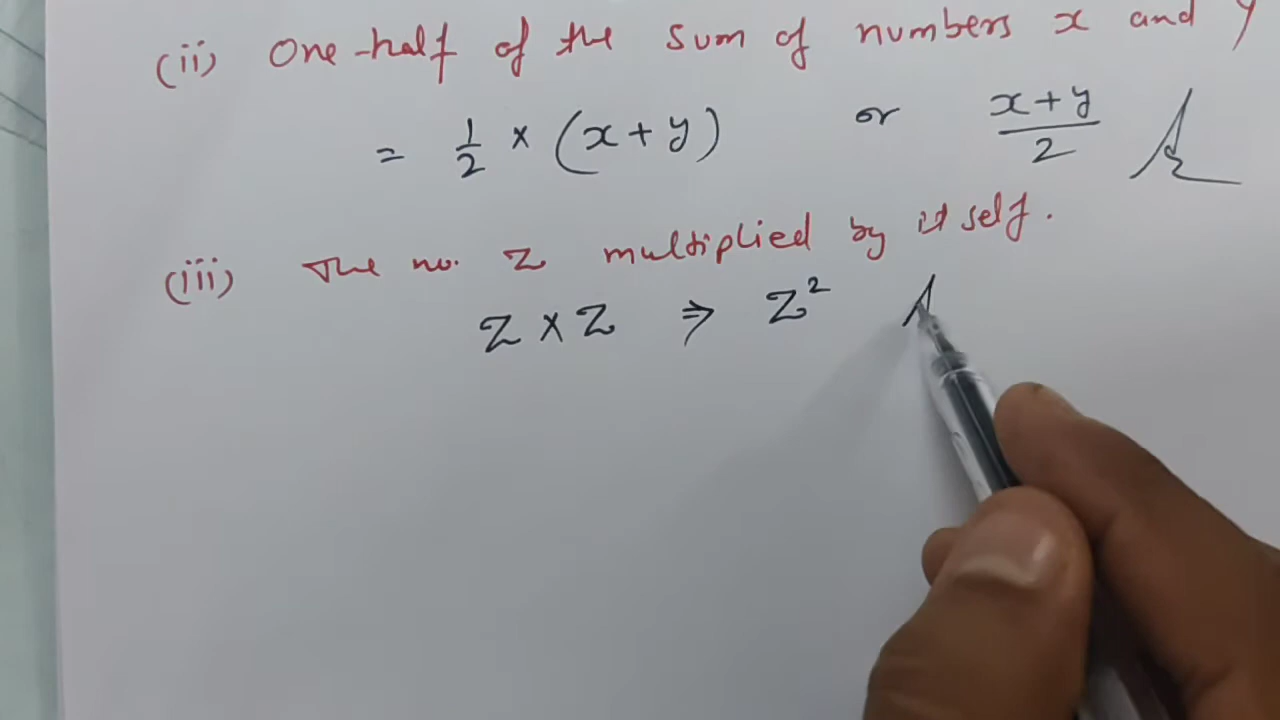 (ii) One-half of the sum of numbers x and y
= 1/2 × (x+y) or x+y/2
(iii) The no. z multiplied by itself.
z × z ⇒ z²